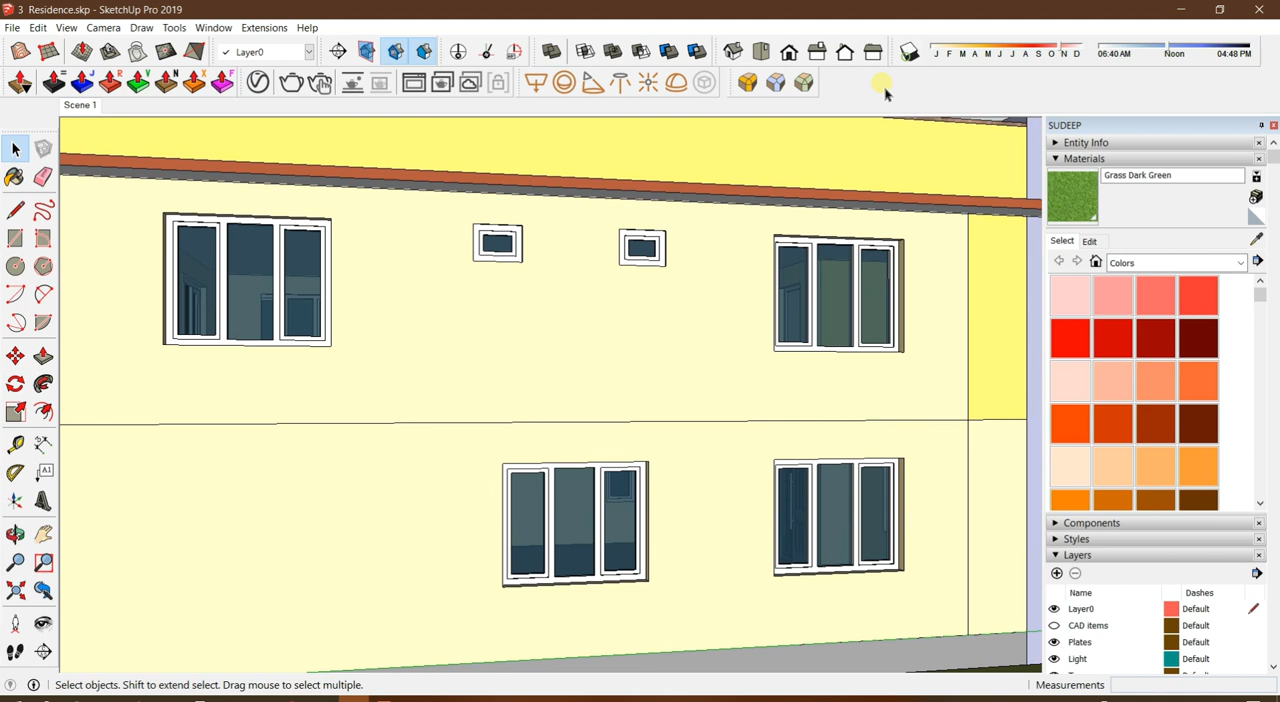 3 Residence.skp - SketchUp Pro 2019
File Edit View Camera Draw Tools Window Extensions Help
Layer0
J F M A M J J A S O N D
06:40 AM Noon 04:48 PM
Scene 1
SUDEEP
Entity Info
Materials
Grass Dark Green
Select Edit
Colors
Components
Styles
Layers
Name Dashes
Layer0 Default
CAD items Default
Plates Default
Light Default
Select objects. Shift to extend select. Drag mouse to select multiple.
Measurements